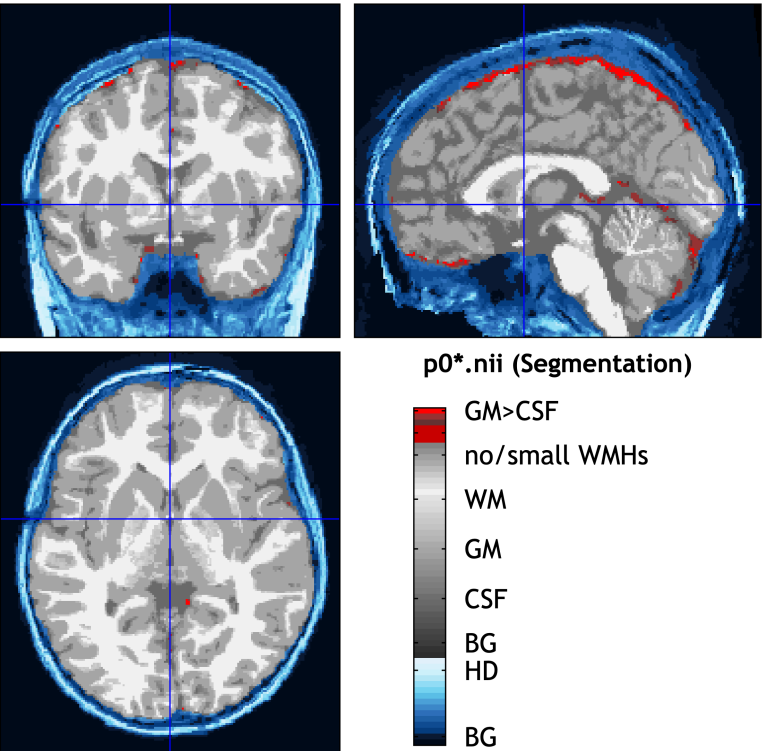 p0*.nii (Segmentation)
GM>CSF
no/small WMHs
WM
GM
CSF
BG
HD
BG